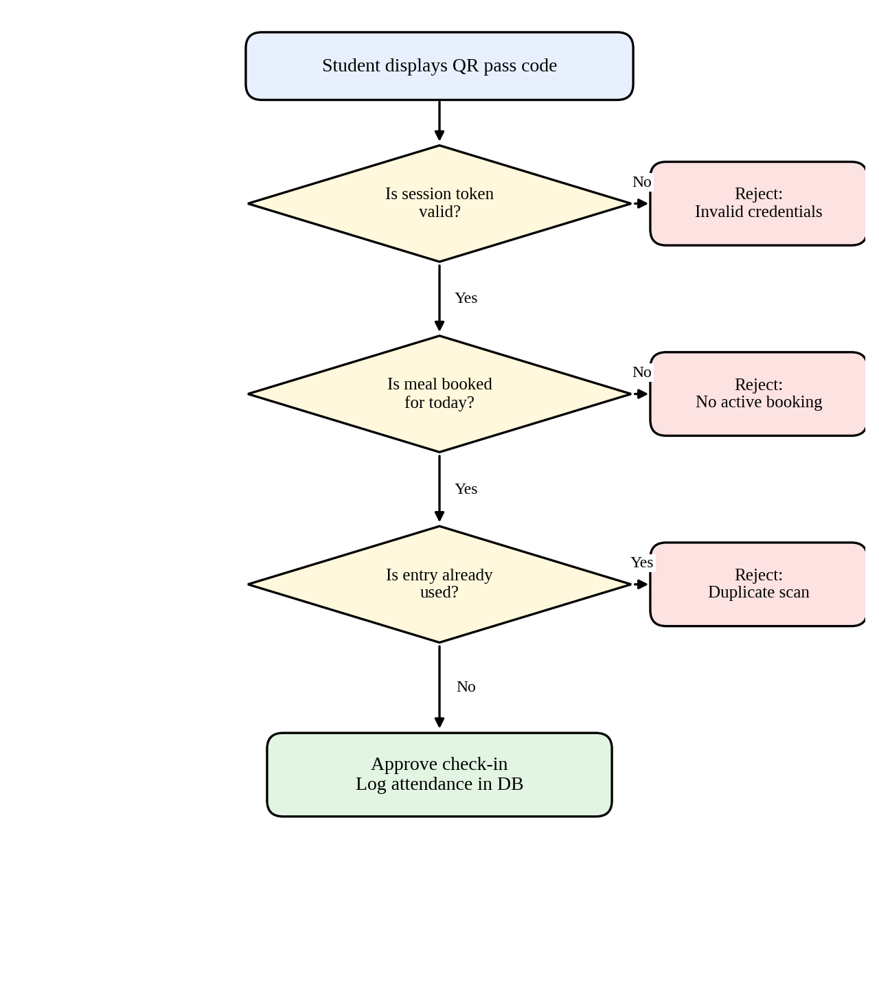 Student displays QR pass code
Is session token
valid?
No
Reject:
Invalid credentials
Yes
Is meal booked
for today?
No
Reject:
No active booking
Yes
Is entry already
used?
Yes
Reject:
Duplicate scan
No
Approve check-in
Log attendance in DB